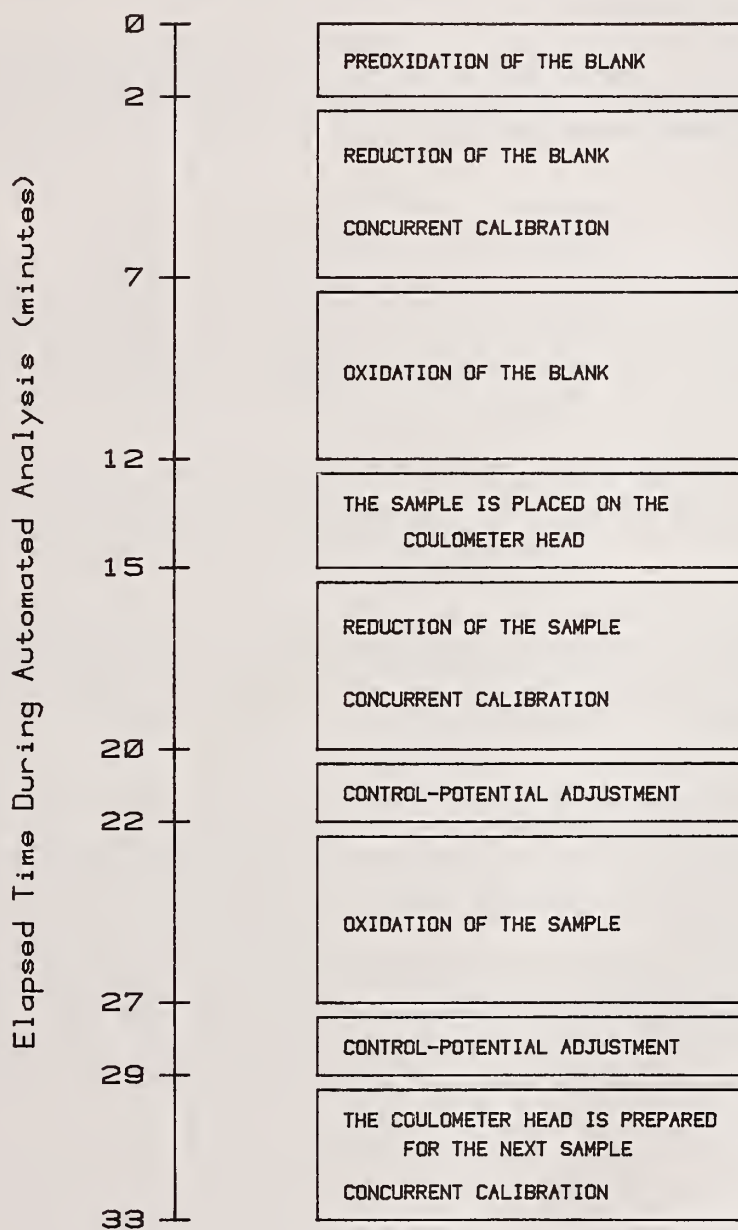 Elapsed Time During Automated Analysis (minutes)
0
2
7
12
15
20
22
27
29
33
PREOXIDATION OF THE BLANK
REDUCTION OF THE BLANK
CONCURRENT CALIBRATION
OXIDATION OF THE BLANK
THE SAMPLE IS PLACED ON THE
COULOMETER HEAD
REDUCTION OF THE SAMPLE
CONCURRENT CALIBRATION
CONTROL-POTENTIAL ADJUSTMENT
OXIDATION OF THE SAMPLE
CONTROL-POTENTIAL ADJUSTMENT
THE COULOMETER HEAD IS PREPARED
FOR THE NEXT SAMPLE
CONCURRENT CALIBRATION